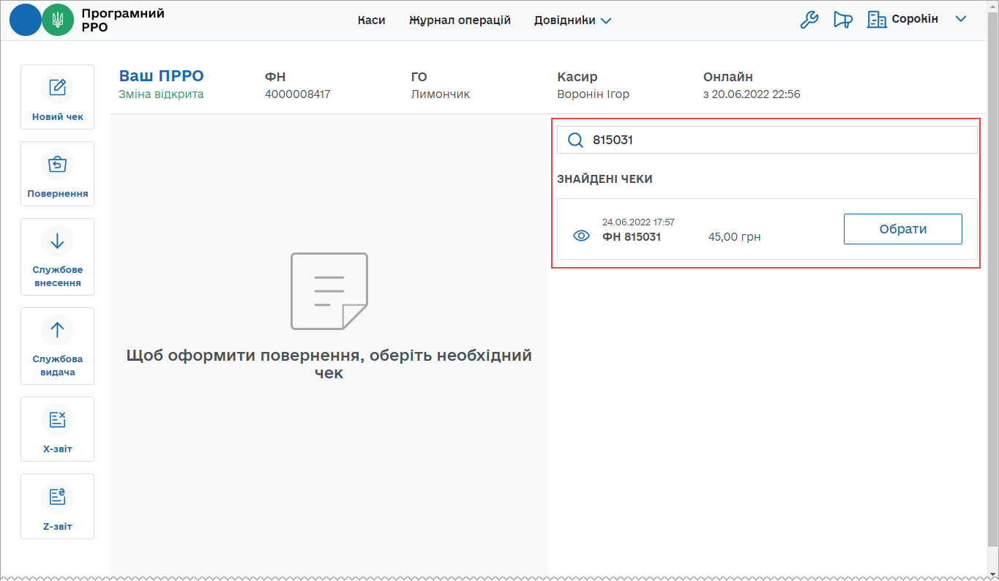 Програмний
РРО
Каси
Журнал операцій
Довідники
Сорокін
Новий чек
Повернення
Службове
внесення
Службова
видача
X-звіт
Z-звіт
Ваш ПРРО
Зміна відкрита
ФН
4000008417
ГО
Лимончик
Касир
Воронін Ігор
Онлайн
з 20.06.2022 22:56
Щоб оформити повернення, оберіть необхідний
чек
815031
ЗНАЙДЕНІ ЧЕКИ
24.06.2022 17:57
ФН 815031
45,00 грн
Обрати